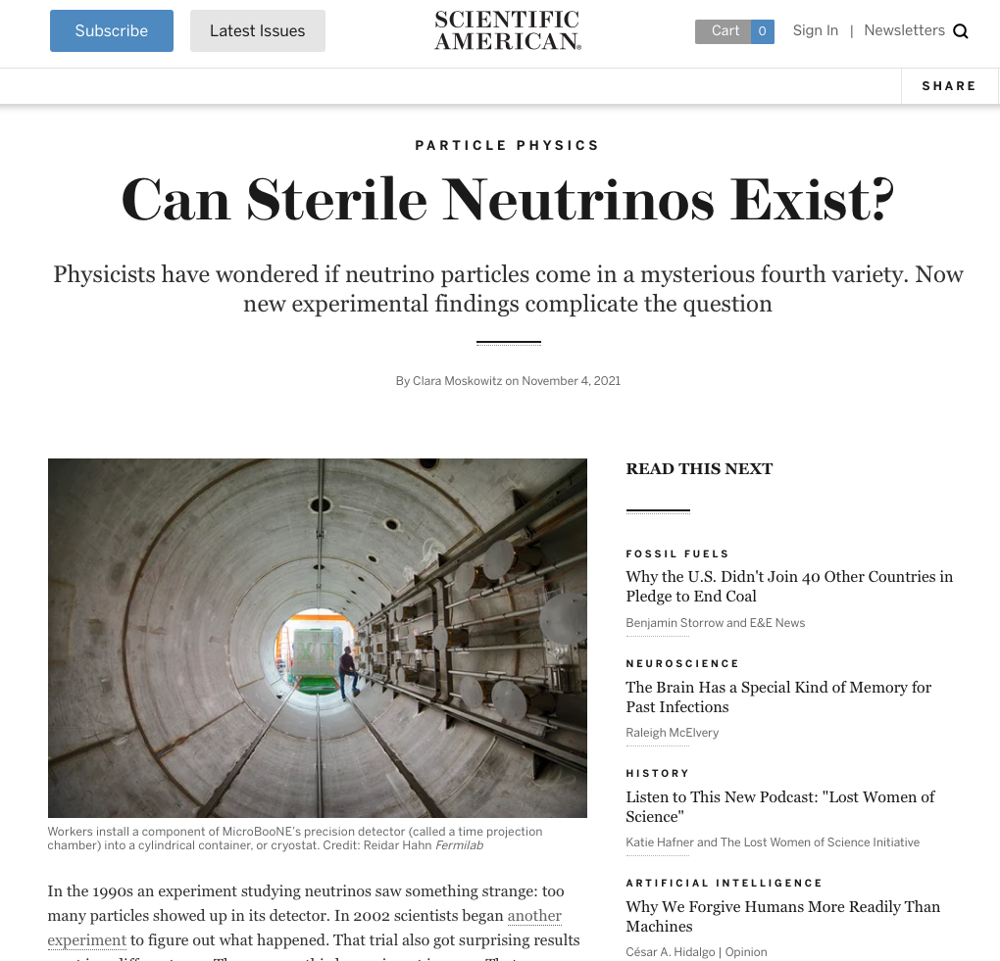 Subscribe
Latest Issues
SCIENTIFIC
AMERICAN®
Cart 0
Sign In | Newsletters
SHARE
PARTICLE PHYSICS
Can Sterile Neutrinos Exist?
Physicists have wondered if neutrino particles come in a mysterious fourth variety. Now
new experimental findings complicate the question
By Clara Moskowitz on November 4, 2021
Workers install a component of MicroBooNE's precision detector (called a time projection
chamber) into a cylindrical container, or cryostat. Credit: Reidar Hahn Fermilab
In the 1990s an experiment studying neutrinos saw something strange: too
many particles showed up in its detector. In 2002 scientists began another
experiment to figure out what happened. That trial also got surprising results
READ THIS NEXT
FOSSIL FUELS
Why the U.S. Didn't Join 40 Other Countries in
Pledge to End Coal
Benjamin Storrow and E&E News
NEUROSCIENCE
The Brain Has a Special Kind of Memory for
Past Infections
Raleigh McElvery
HISTORY
Listen to This New Podcast: "Lost Women of
Science"
Katie Hafner and The Lost Women of Science Initiative
ARTIFICIAL INTELLIGENCE
Why We Forgive Humans More Readily Than
Machines
César A. Hidalgo | Opinion